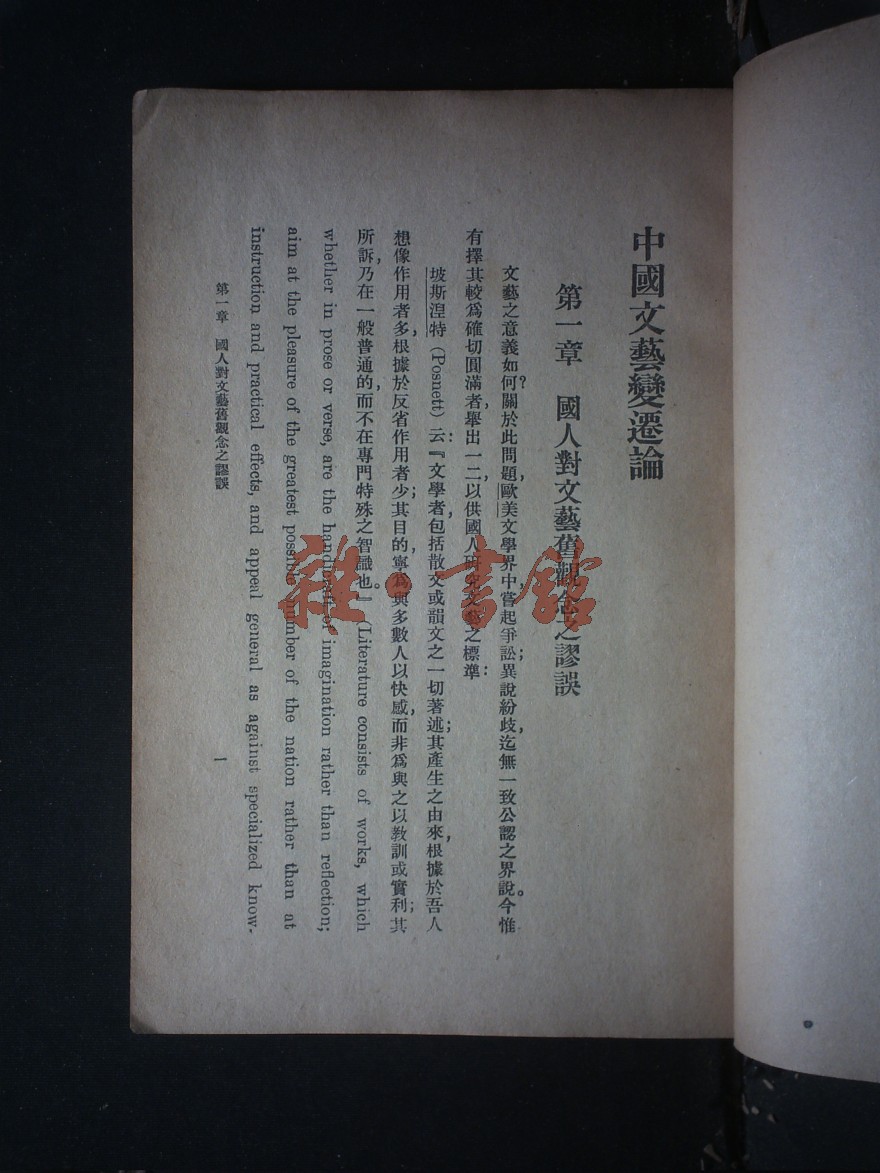 中國文藝變遷論
第一章 國人對文藝舊觀念之謬誤
文藝之意義如何?關於此問題,歐美文學界中嘗起爭訟;異說紛歧,迄無一致公認之界說。今惟
有擇其較爲確切圓滿者,舉出一二,以供國人研究文藝之標準:
坡斯湼特(Posnett)云:『文學者,包括散文或韻文之一切著述;其產生之由來,根據於吾人
想像作用者多,根據於反省作用者少;其目的,寧爲與多數人以快感,而非爲與之以教訓或實利;其
所訴,乃在一般普通的,而不在專門特殊之智識也。』(Literature consists of works, which
whether in prose or verse, are the handicraft of imagination rather than reflection;
aim at the pleasure of the greatest possible number of the nation rather than at
instruction and practical effects, and appeal general as against specialized know-
第一章 國人對文藝舊觀念之謬誤
1
雜·書館